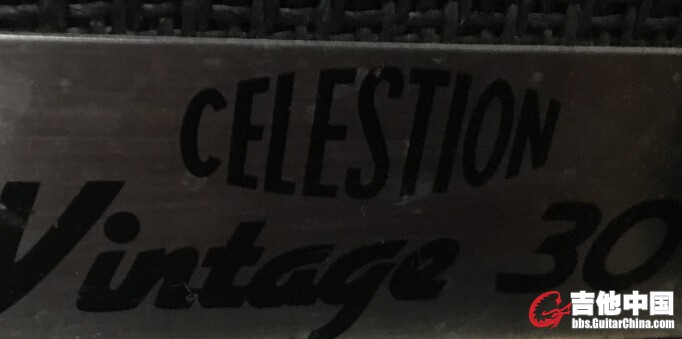 CELESTION
Vintage 30
吉他中国
bbs.GuitarChina.com